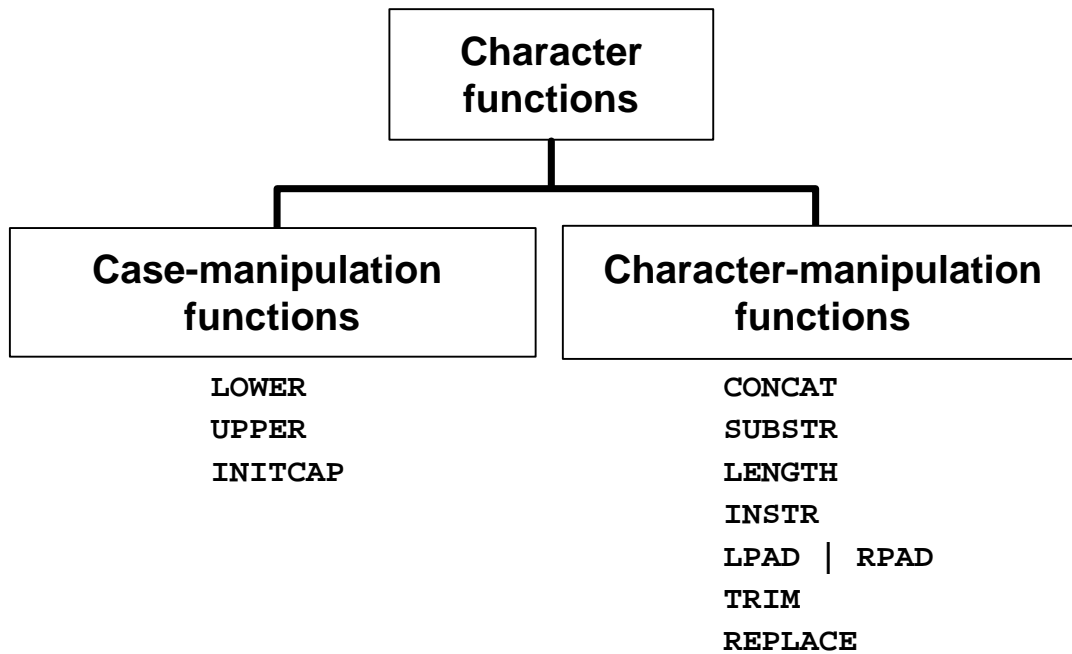 Character
functions
Case-manipulation
functions
LOWER
UPPER
INITCAP
Character-manipulation
functions
CONCAT
SUBSTR
LENGTH
INSTR
LPAD | RPAD
TRIM
REPLACE